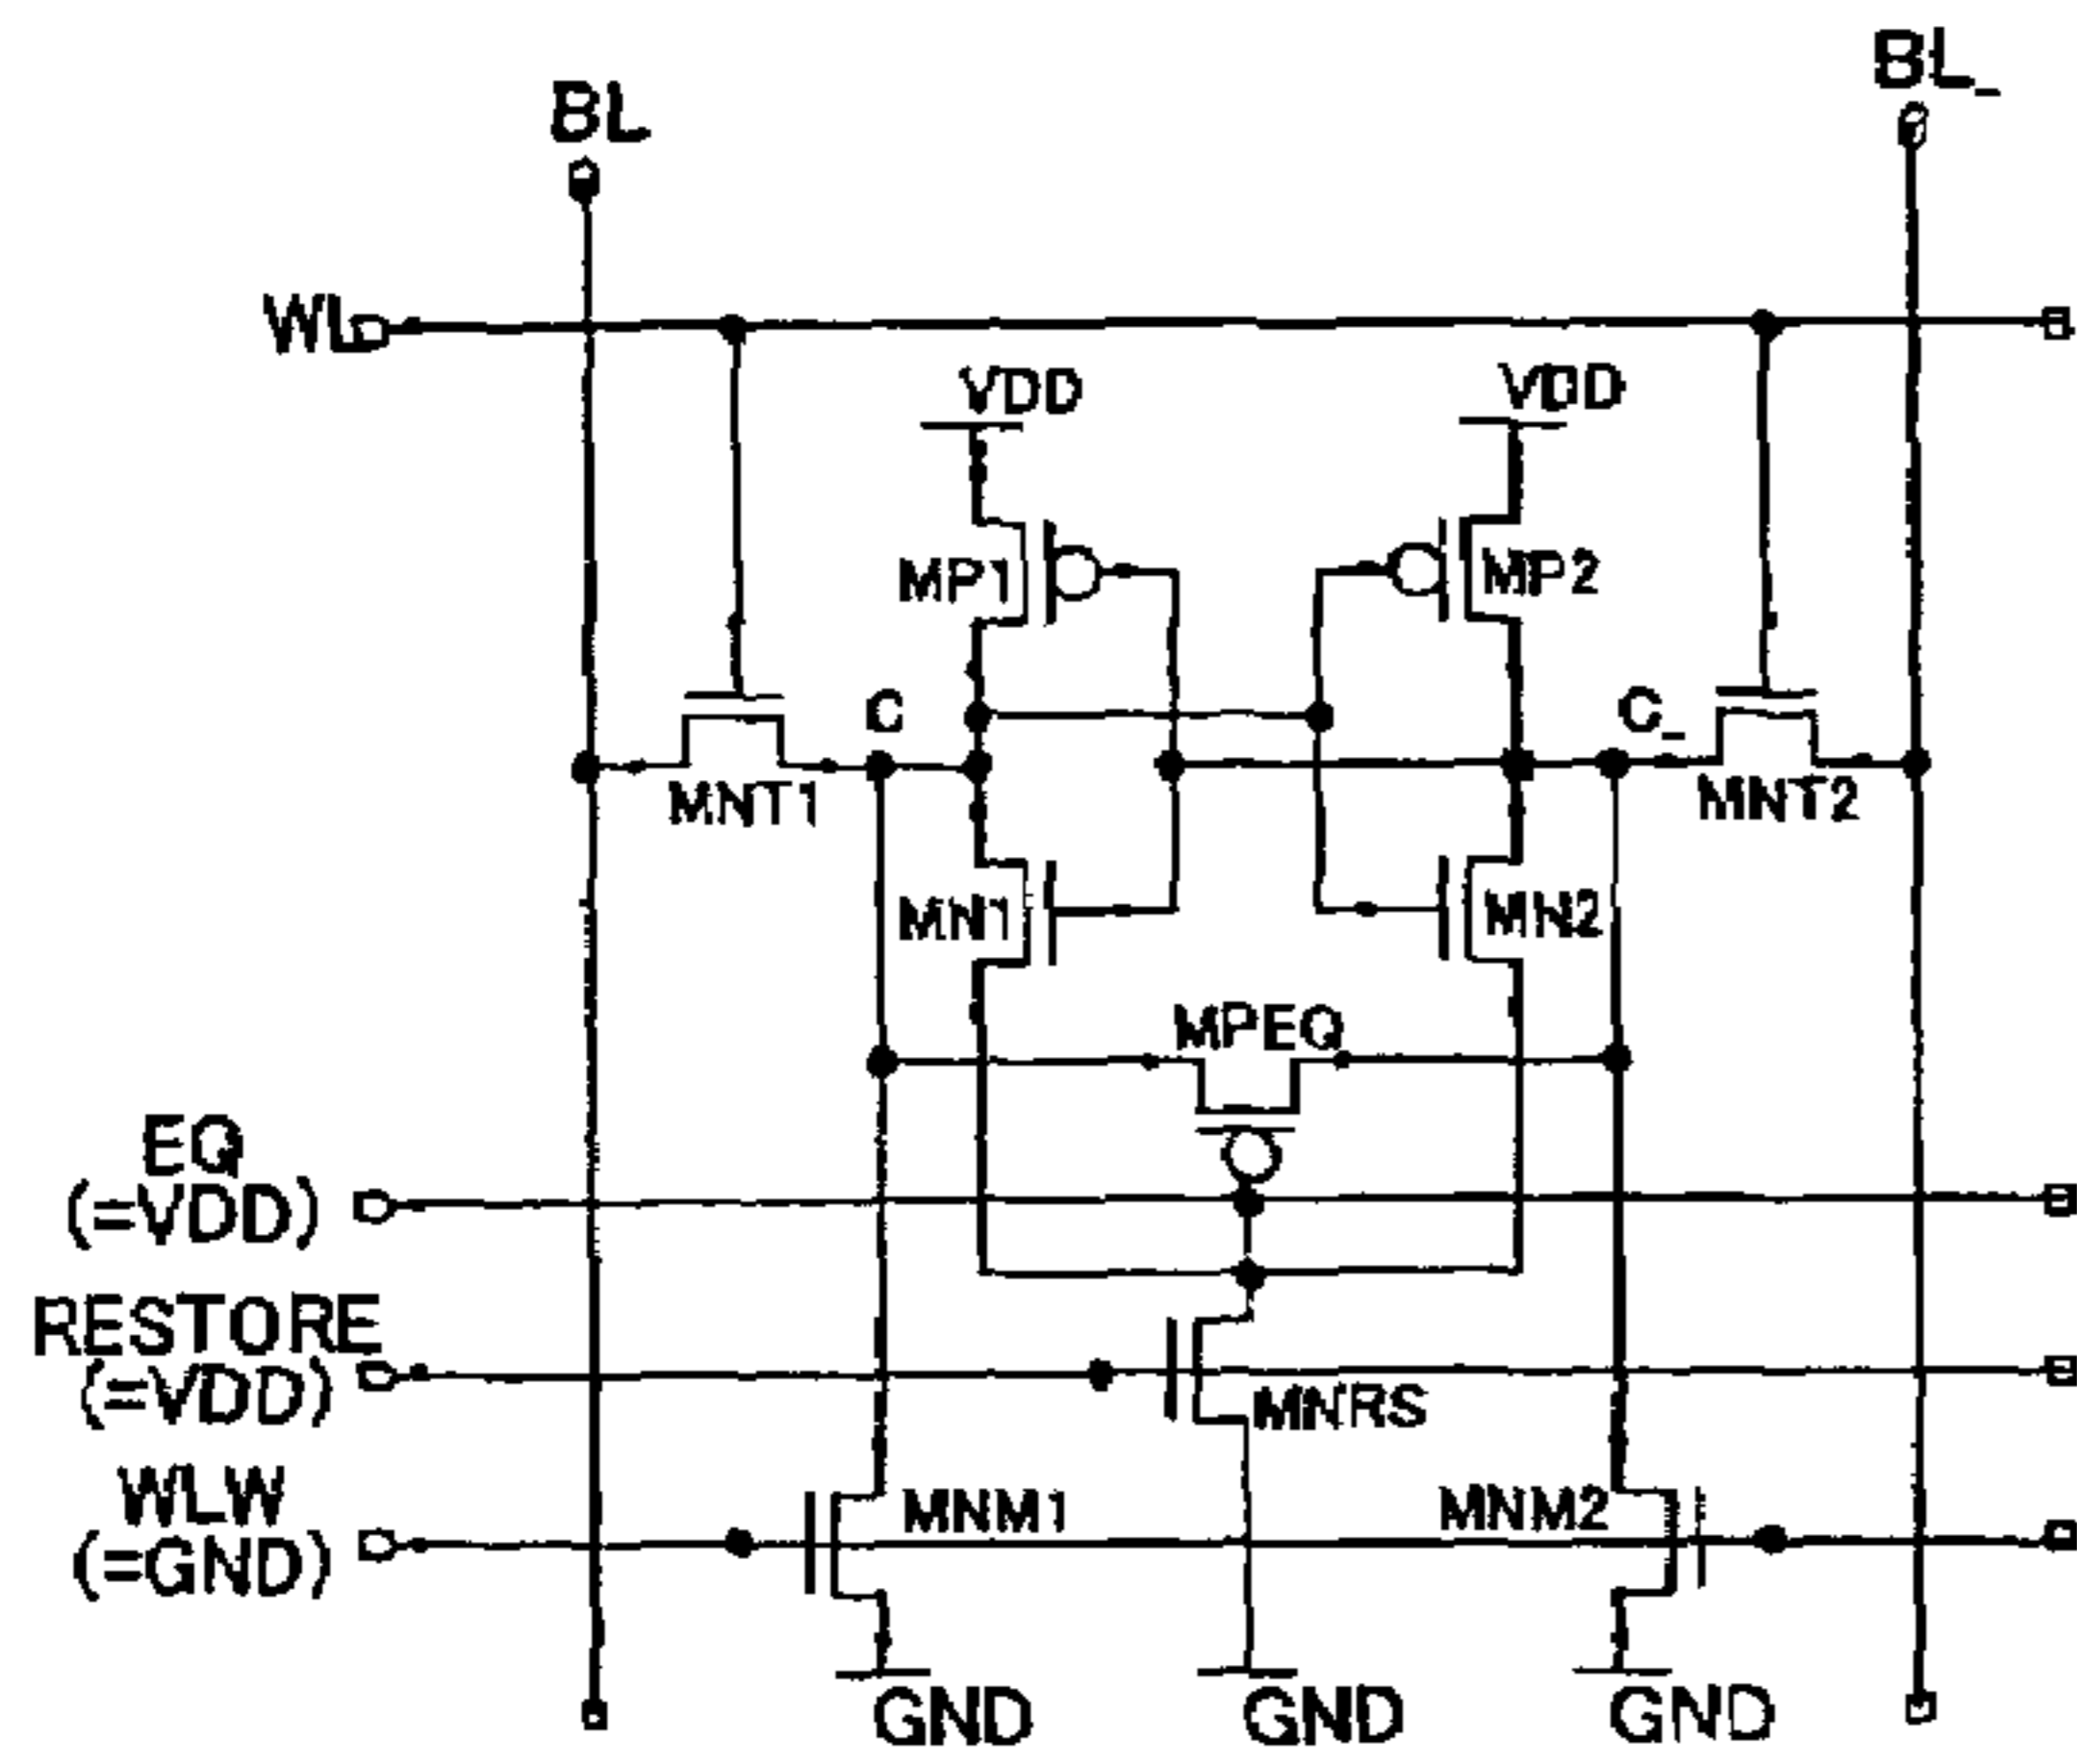 BL
BL_
WL
VDD
VDD
MP1
MP2
C
C_
MNT1
MNT2
MN1
MN2
MPEQ
EQ
(=VDD)
RESTORE
(=VDD)
MNRS
WLW
(=GND)
MNM1
MNM2
GND
GND
GND